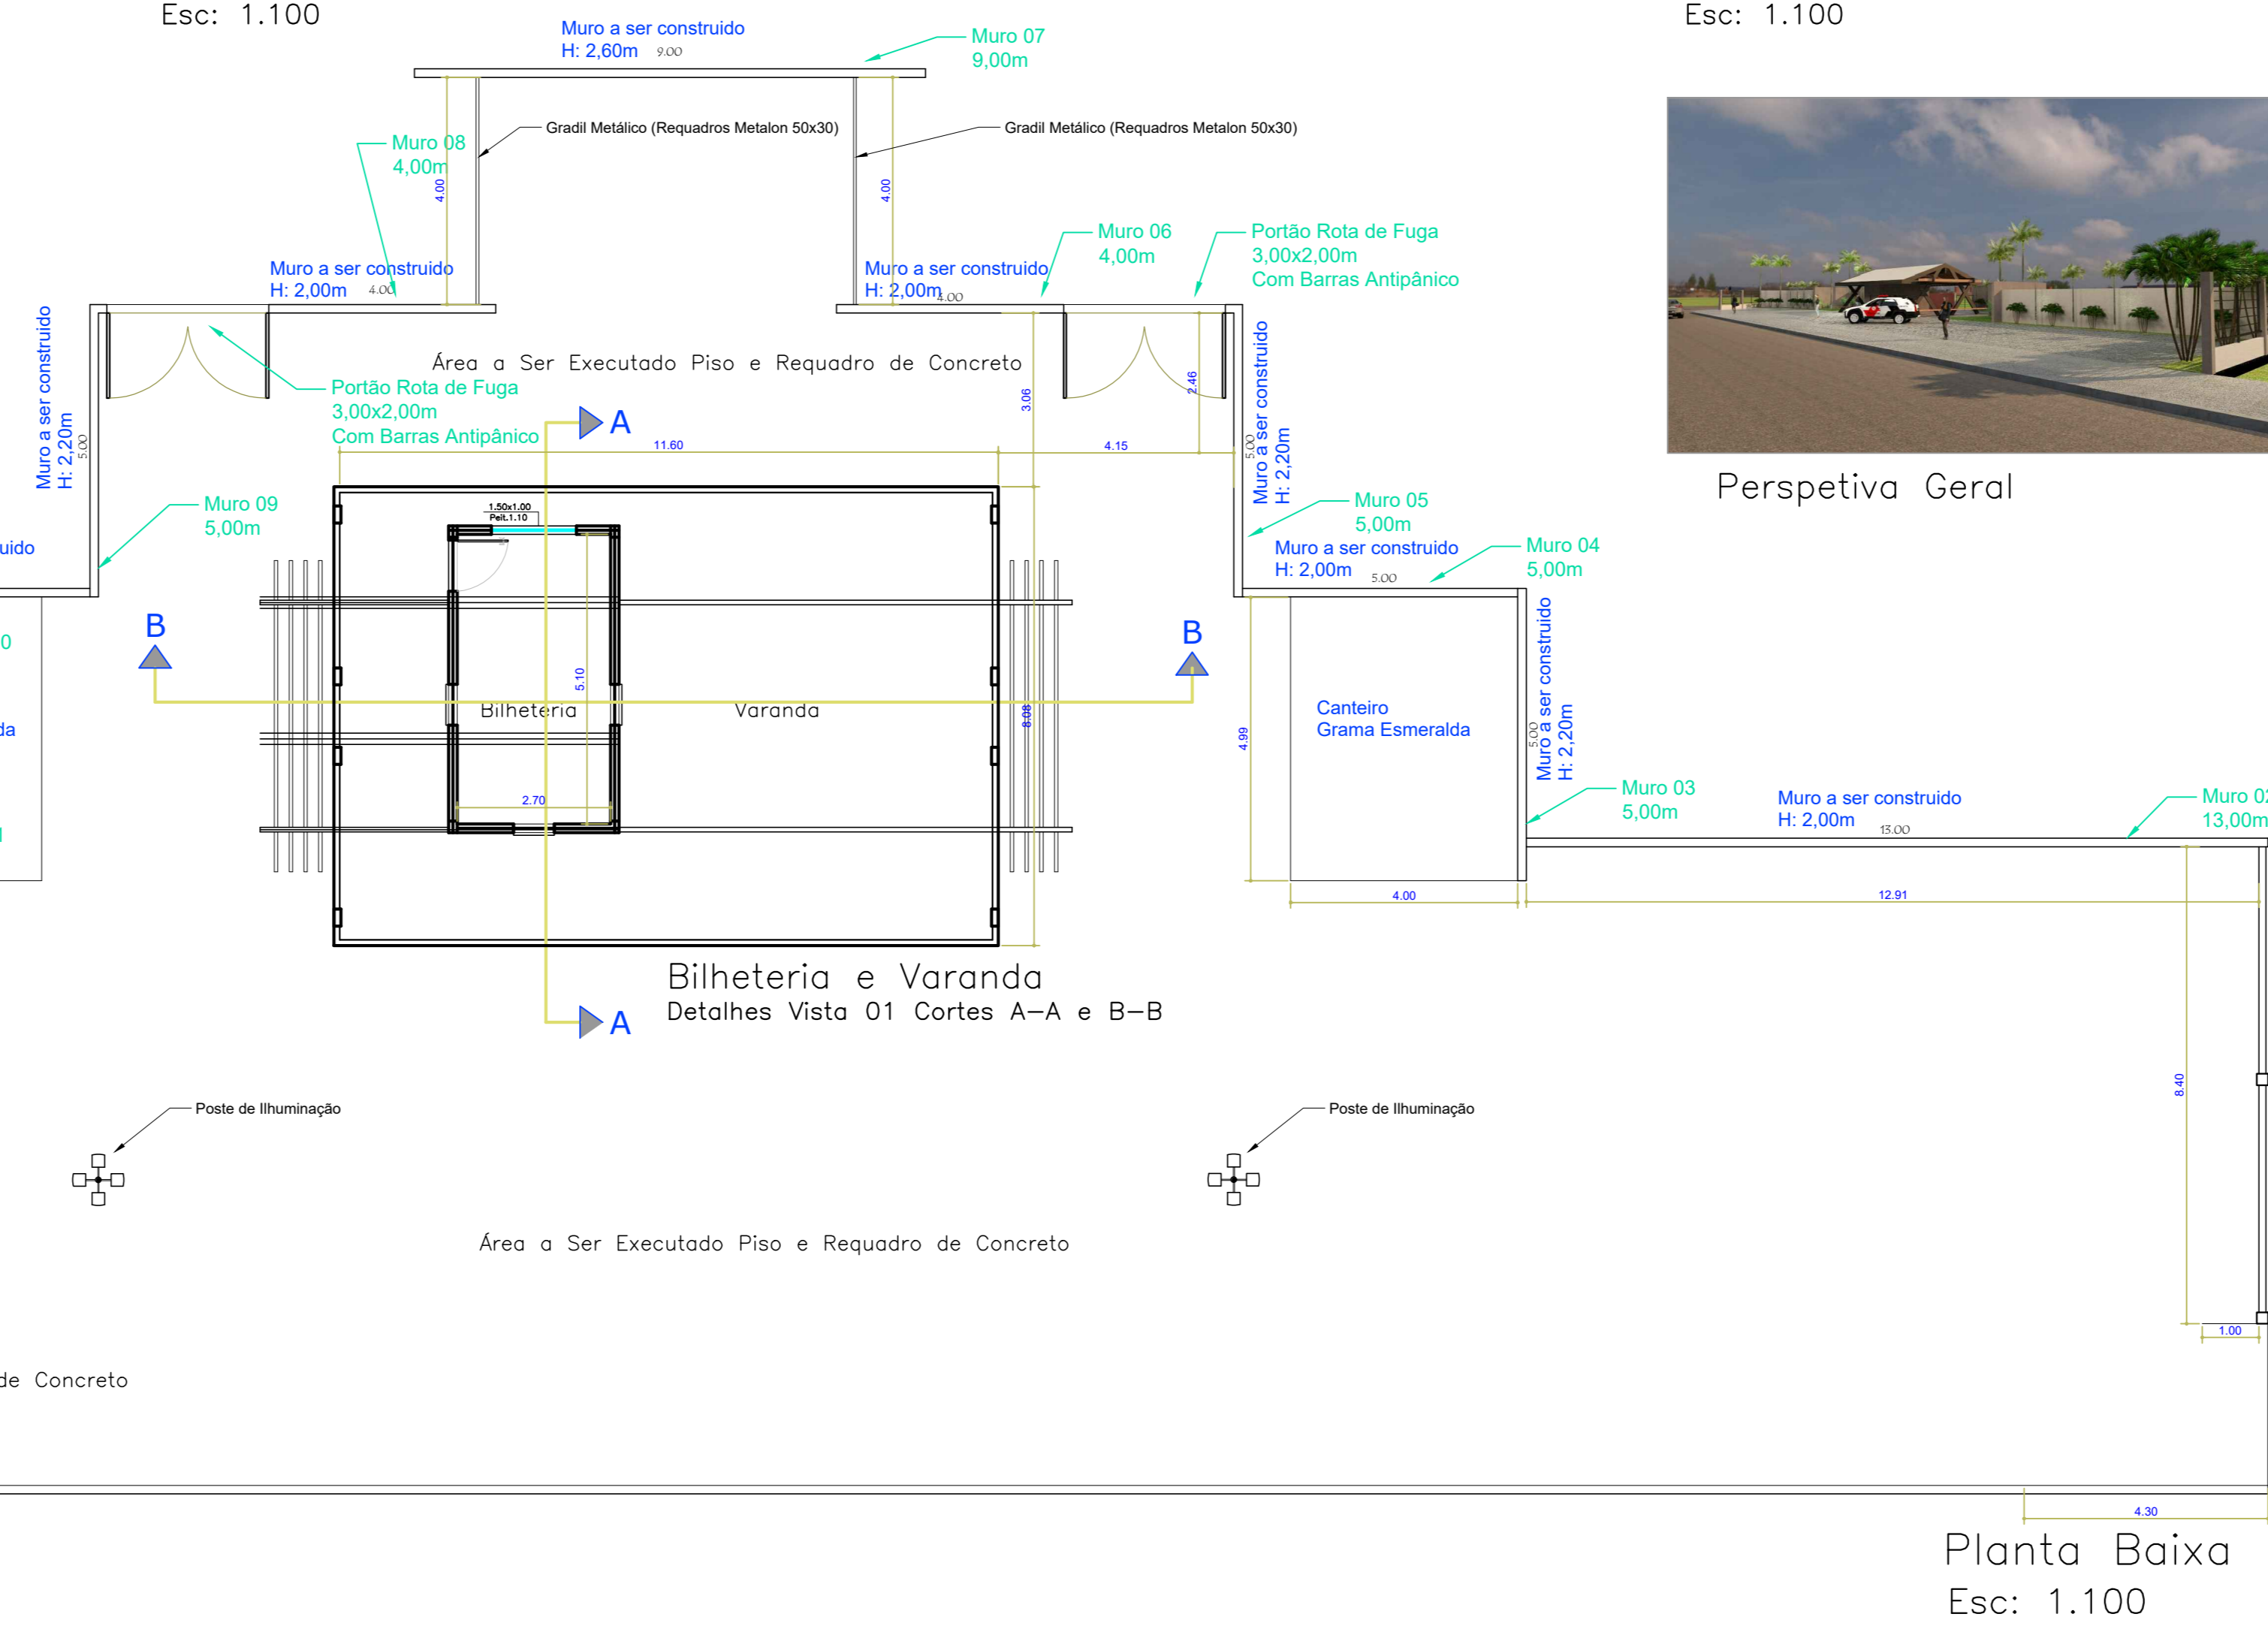 Esc: 1.100
Esc: 1.100
Muro a ser construido
H: 2,60m
9.00
Muro 07
9,00m
Gradil Metálico (Requadros Metalon 50x30)
Gradil Metálico (Requadros Metalon 50x30)
Muro 08
4,00m
4.00
4.00
Muro 06
4,00m
Portão Rota de Fuga
3,00x2,00m
Com Barras Antipânico
Muro a ser construido
H: 2,00m
4.00
Muro a ser construido
H: 2,00m
4.00
Muro a ser construido
H: 2,20m
5.00
Área a Ser Executado Piso e Requadro de Concreto
Portão Rota de Fuga
3,00x2,00m
Com Barras Antipânico
3.06
2.46
Muro a ser construido
H: 2,20m
5.00
A
11.60
4.15
Perspetiva Geral
Muro 09
5,00m
1.50x1.00
Peit.1.10
Muro 05
5,00m
uido
Muro a ser construido
H: 2,00m
5.00
Muro 04
5,00m
0
B
B
Muro a ser construido
H: 2,20m
5.00
5.10
Bilheteria
Varanda
8.08
4.99
Canteiro
Grama Esmeralda
da
2.70
Muro 03
5,00m
Muro a ser construido
H: 2,00m
13.00
Muro 02
13,00m
4.00
12.91
Bilheteria e Varanda
Detalhes Vista 01 Cortes A-A e B-B
A
8.40
Poste de Ilhuminação
Poste de Ilhuminação
Área a Ser Executado Piso e Requadro de Concreto
1.00
de Concreto
4.30
Planta Baixa
Esc: 1.100